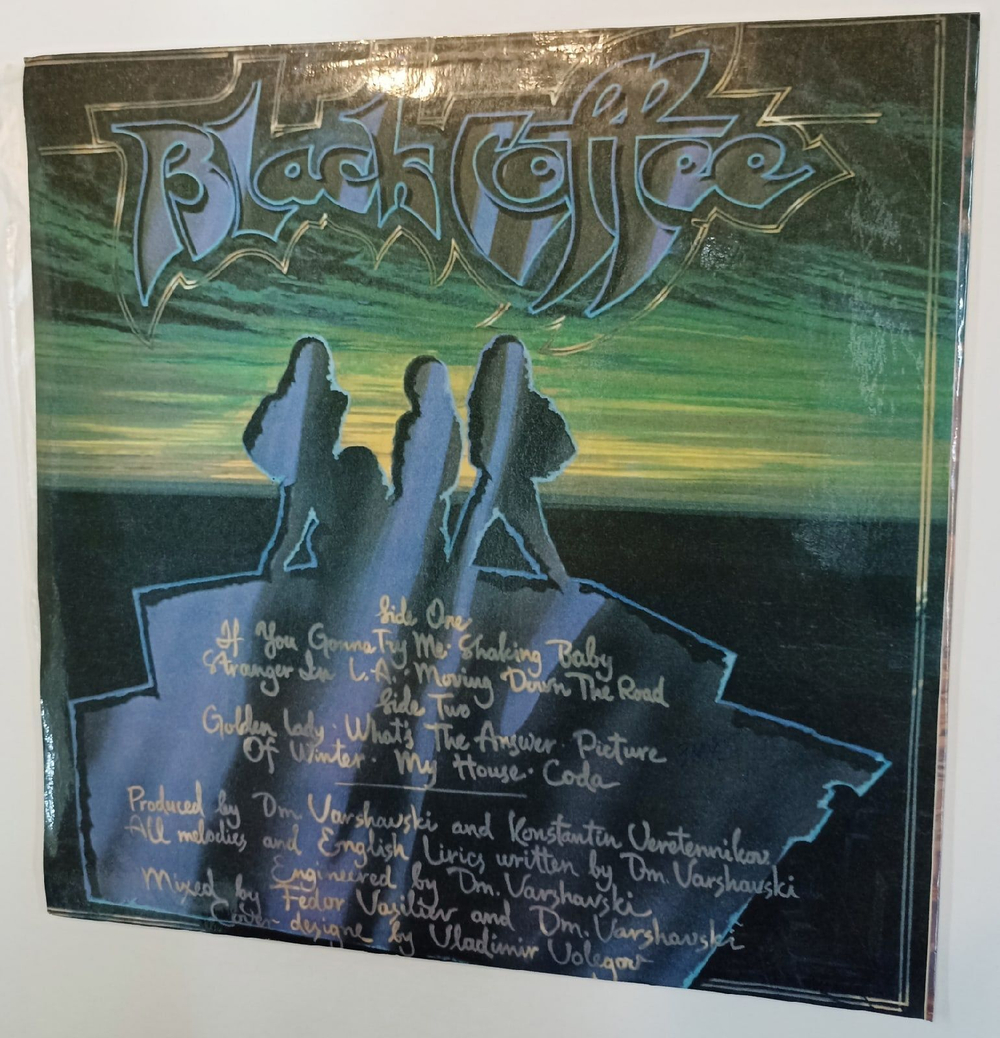 Black Coffee
Side One
If You Gonna Try Me · Shaking Baby
Stranger In L.A. · Moving Down The Road
Side Two
Golden Lady · What's The Answer · Picture
Of Winter · My House · Coda
Produced by Dm. Varshavski and Konstantin Veretennikov
All melodies and English Lirics written by Dm. Varshavski
Engineered by Dm. Varshavski
Mixed by Fedor Vasiliev and Dm. Varshavski
Cover designe by Vladimir Volegov